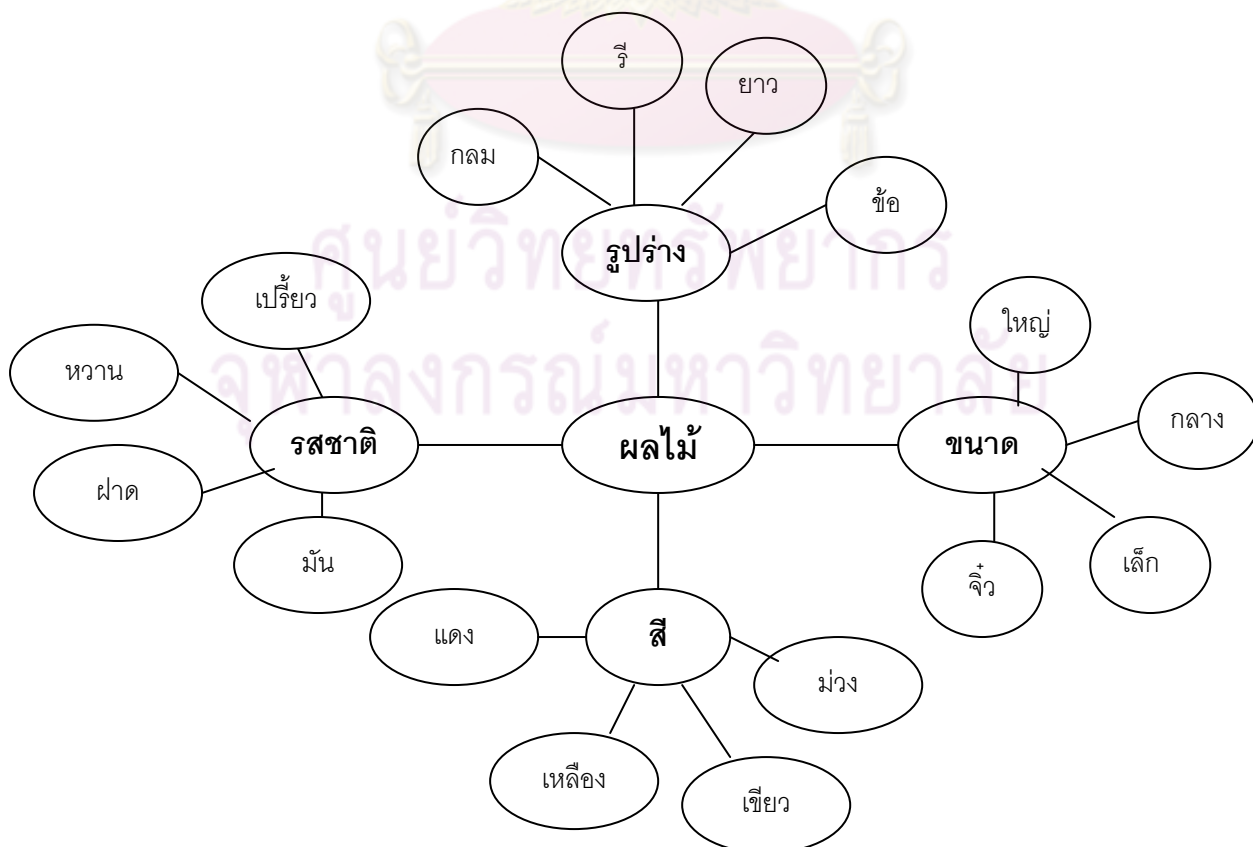 รี
ยาว
กลม
ข้อ
รูปร่าง
ศูนย์วิทยทรัพยากร
เปรี้ยว
ใหญ่
หวาน
จุฬาลงกรณ์มหาวิทยาลัย
กลาง
รสชาติ
ผลไม้
ขนาด
ฝาด
มัน
จิ๋ว
เล็ก
แดง
สี
ม่วง
เหลือง
เขียว